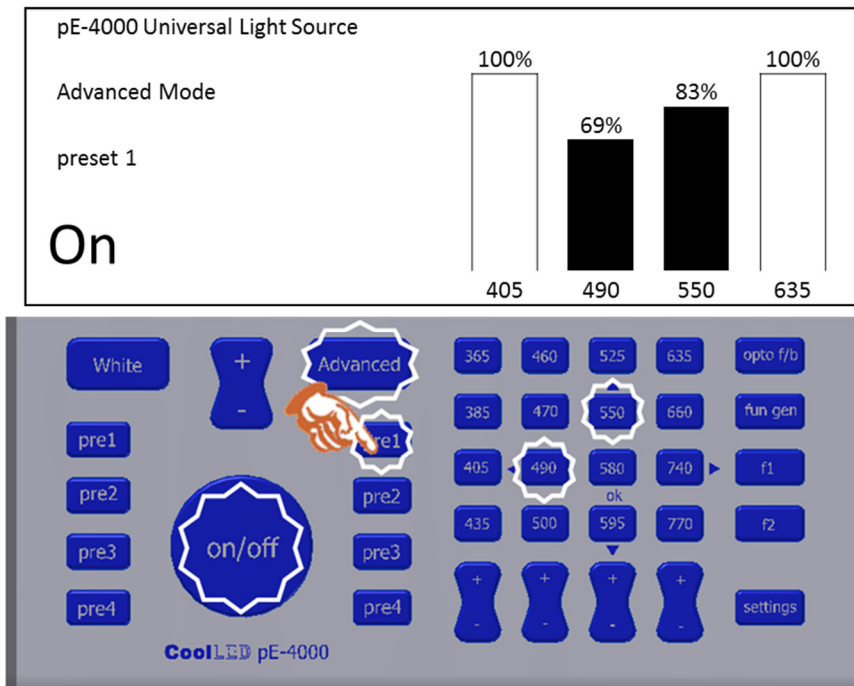 pE-4000 Universal Light Source
100%
100%
Advanced Mode
83%
69%
preset 1
On
405 490 550 635
White
+
-
Advanced
365 460 525 635 opto f/b
385 470 550 660 fun gen
pre1
re1
405 490 580 740 f1
ok
pre2
pre2
435 500 595 770 f2
on/off
pre3
pre3
+ + + +
- - - -
pre4
pre4
settings
CoolLED pE-4000